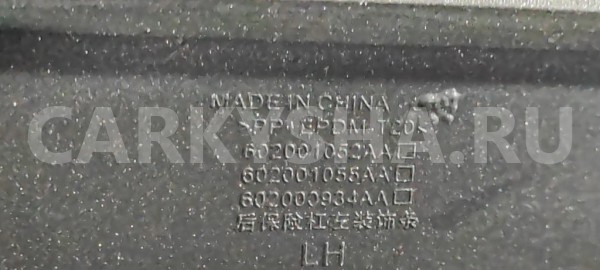 MADE IN CHINA
>PP+EPDM-T20<
602001052AA□
602001055AA□
602000934AA□
后保险杠左装饰条
LH
CARKYSHA.RU